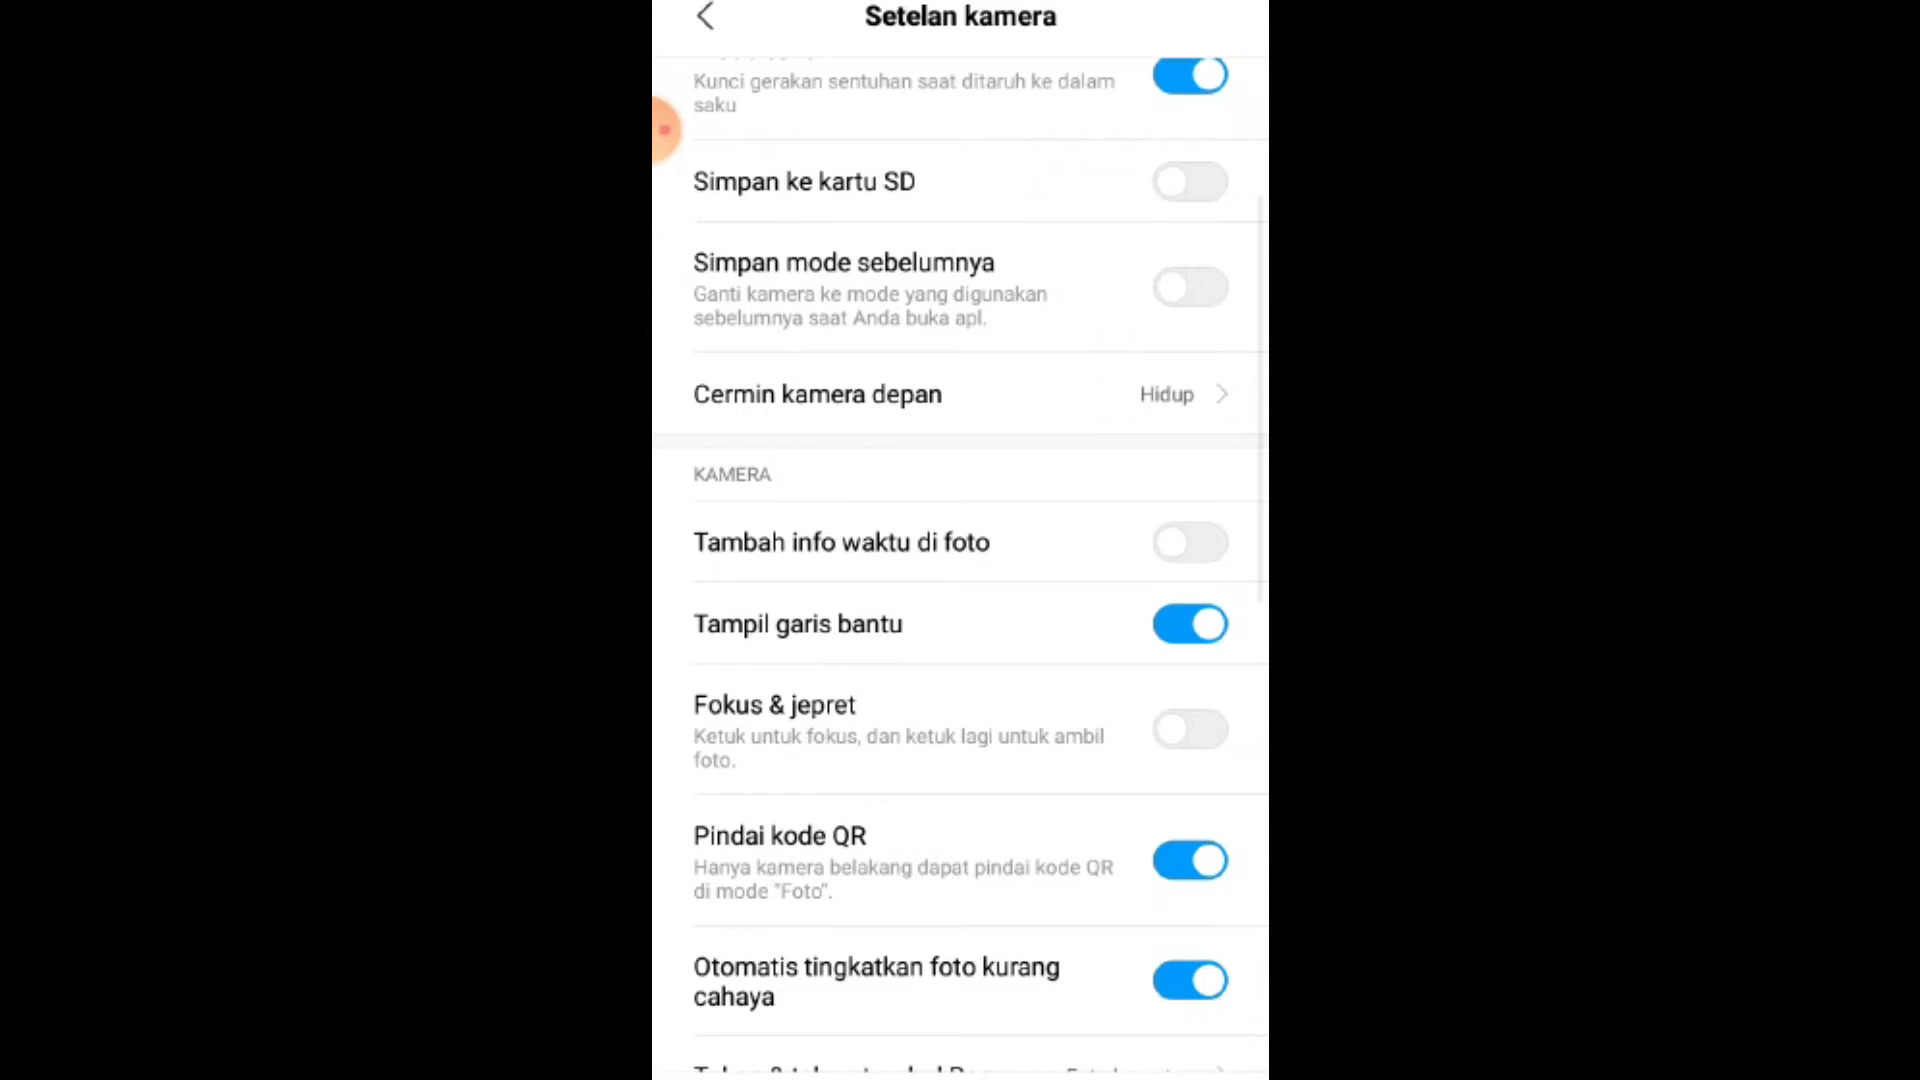 Setelan kamera
Kunci gerakan sentuhan saat ditaruh ke dalam
saku
Simpan ke kartu SD
Simpan mode sebelumnya
Ganti kamera ke mode yang digunakan
sebelumnya saat Anda buka apl.
Cermin kamera depan Hidup
KAMERA
Tambah info waktu di foto
Tampil garis bantu
Fokus & jepret
Ketuk untuk fokus, dan ketuk lagi untuk ambil
foto.
Pindai kode QR
Hanya kamera belakang dapat pindai kode QR
di mode "Foto".
Otomatis tingkatkan foto kurang
cahaya